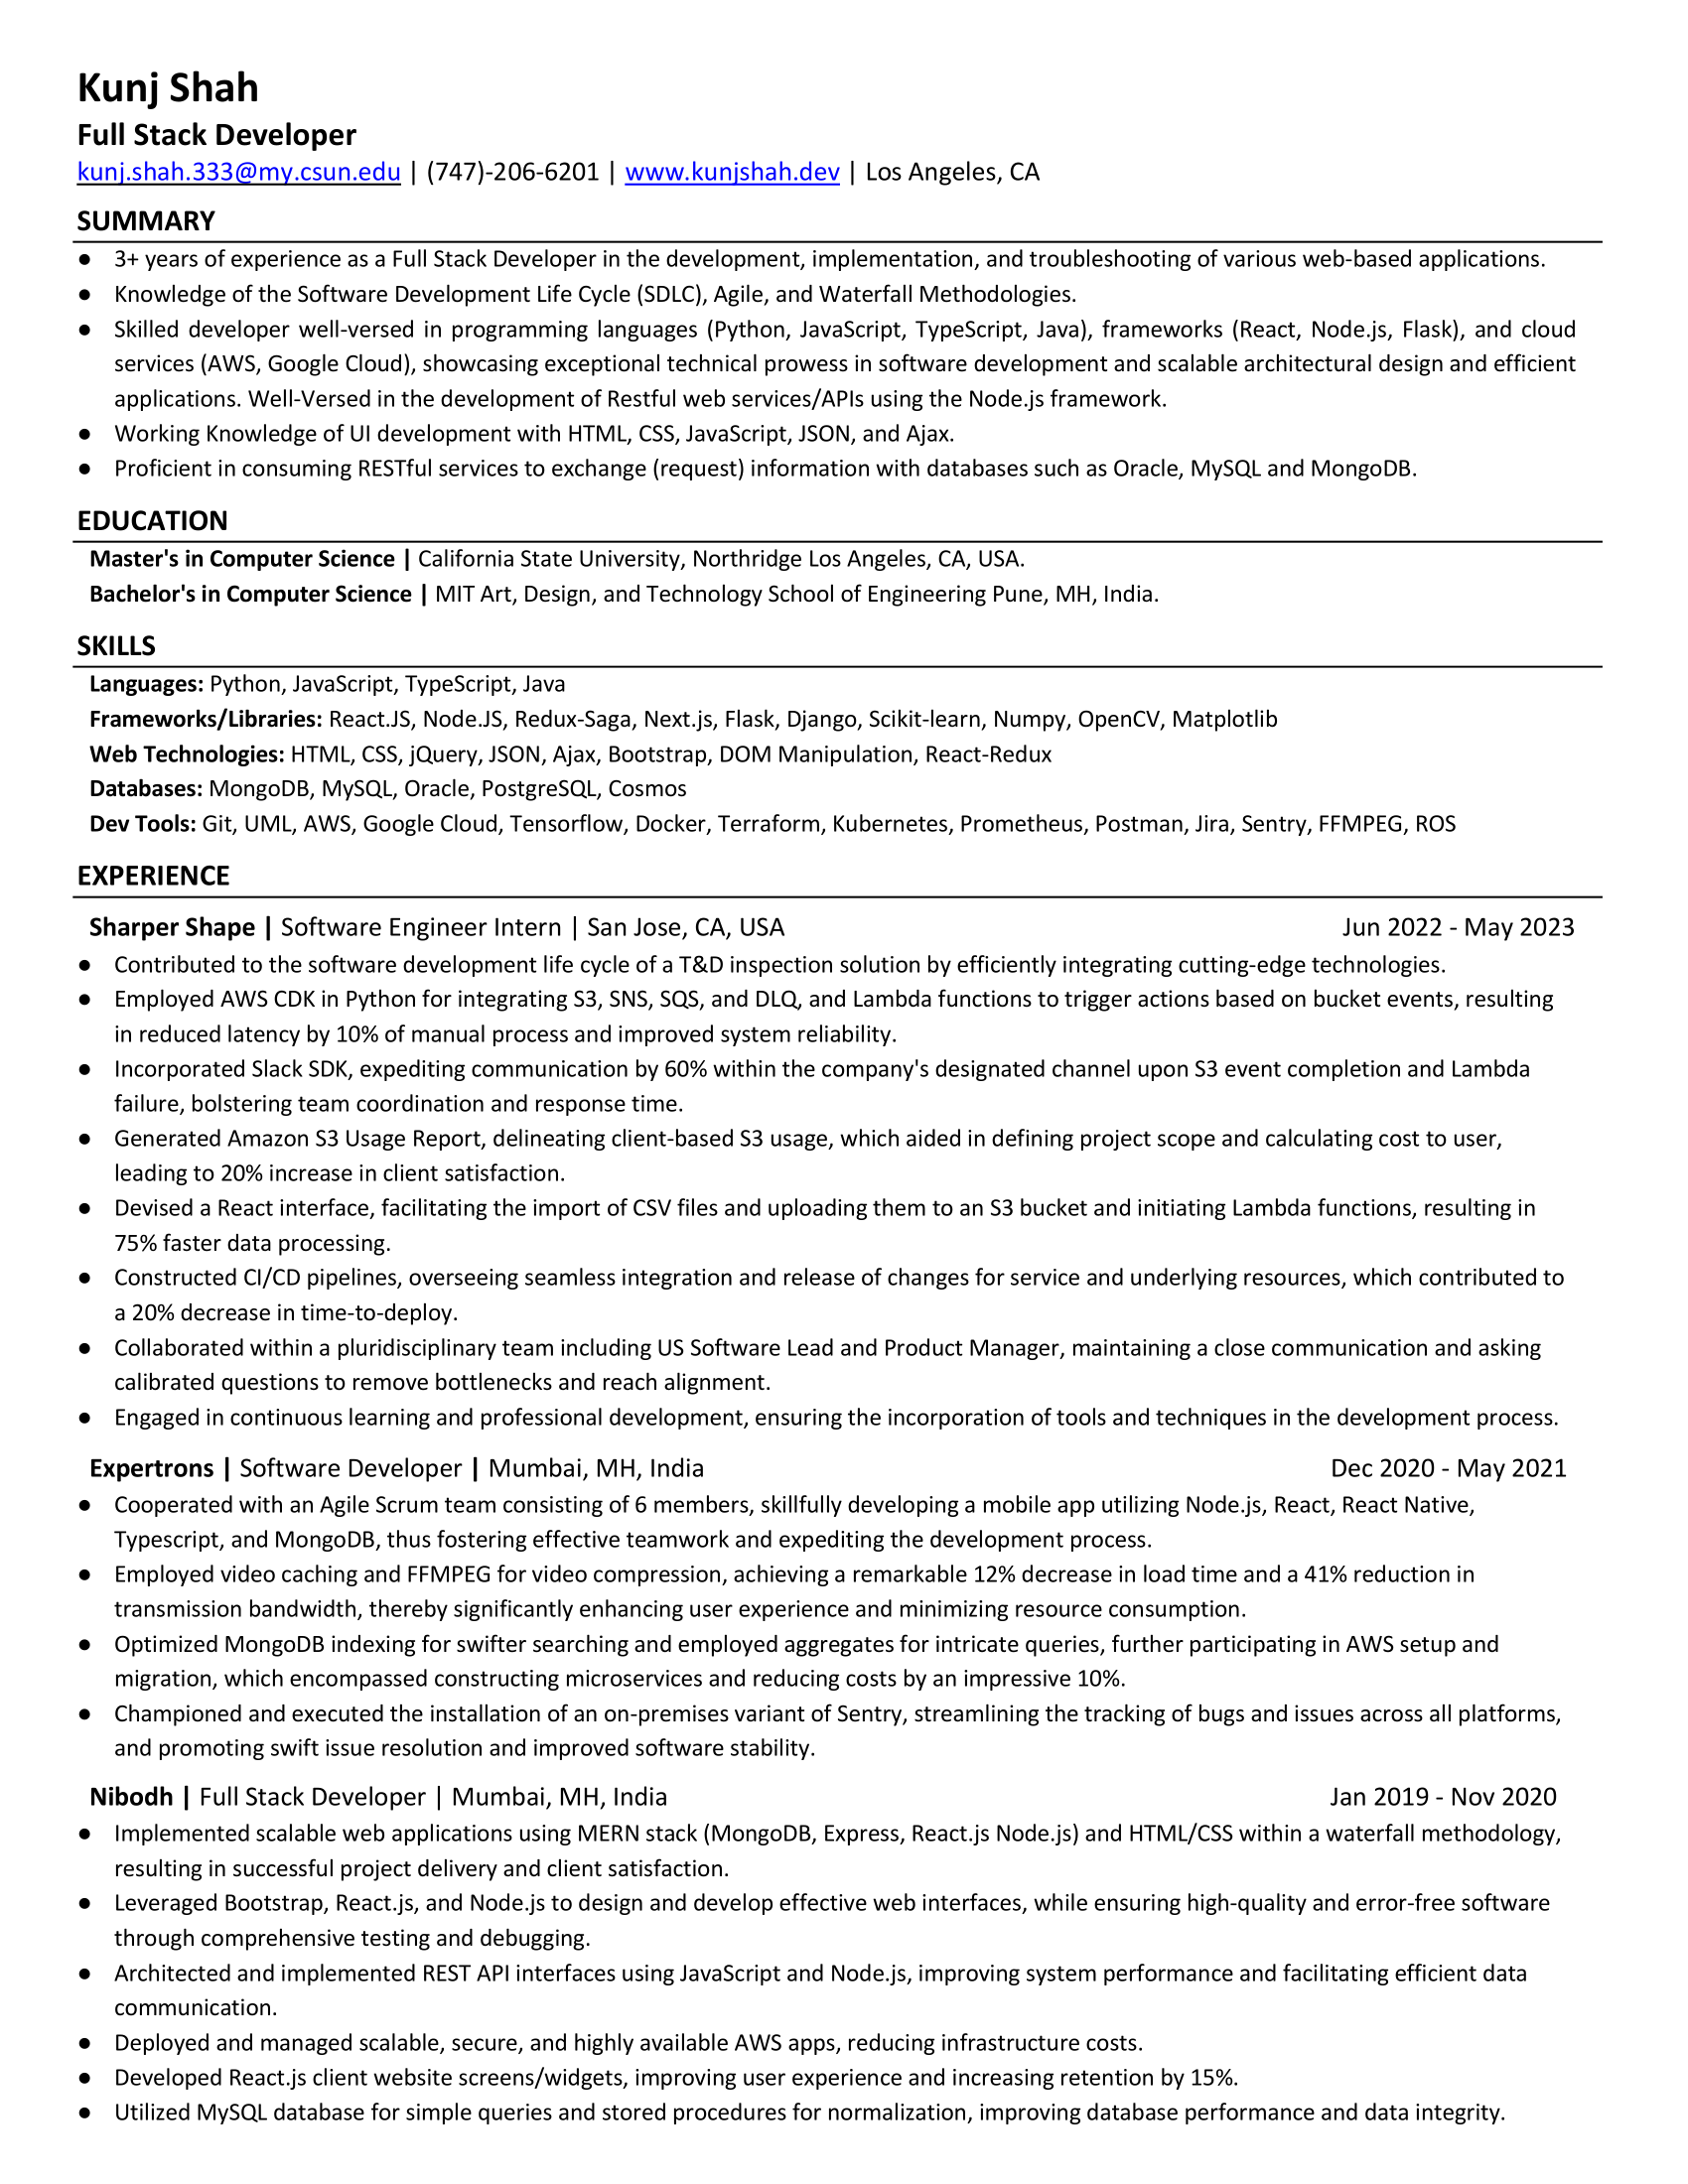 Kunj Shah
Full Stack Developer
kunj.shah.333@my.csun.edu | (747)-206-6201 | www.kunjshah.dev | Los Angeles, CA
SUMMARY
● 3+ years of experience as a Full Stack Developer in the development, implementation, and troubleshooting of various web-based applications.
● Knowledge of the Software Development Life Cycle (SDLC), Agile, and Waterfall Methodologies.
● Skilled developer well-versed in programming languages (Python, JavaScript, TypeScript, Java), frameworks (React, Node.js, Flask), and cloud
services (AWS, Google Cloud), showcasing exceptional technical prowess in software development and scalable architectural design and efficient
applications. Well-Versed in the development of Restful web services/APIs using the Node.js framework.
● Working Knowledge of UI development with HTML, CSS, JavaScript, JSON, and Ajax.
● Proficient in consuming RESTful services to exchange (request) information with databases such as Oracle, MySQL and MongoDB.
EDUCATION
Master's in Computer Science | California State University, Northridge Los Angeles, CA, USA.
Bachelor's in Computer Science | MIT Art, Design, and Technology School of Engineering Pune, MH, India.
SKILLS
Languages: Python, JavaScript, TypeScript, Java
Frameworks/Libraries: React.JS, Node.JS, Redux-Saga, Next.js, Flask, Django, Scikit-learn, Numpy, OpenCV, Matplotlib
Web Technologies: HTML, CSS, jQuery, JSON, Ajax, Bootstrap, DOM Manipulation, React-Redux
Databases: MongoDB, MySQL, Oracle, PostgreSQL, Cosmos
Dev Tools: Git, UML, AWS, Google Cloud, Tensorflow, Docker, Terraform, Kubernetes, Prometheus, Postman, Jira, Sentry, FFMPEG, ROS
EXPERIENCE
Sharper Shape | Software Engineer Intern | San Jose, CA, USA Jun 2022 - May 2023
● Contributed to the software development life cycle of a T&D inspection solution by efficiently integrating cutting-edge technologies.
● Employed AWS CDK in Python for integrating S3, SNS, SQS, and DLQ, and Lambda functions to trigger actions based on bucket events, resulting
in reduced latency by 10% of manual process and improved system reliability.
● Incorporated Slack SDK, expediting communication by 60% within the company's designated channel upon S3 event completion and Lambda
failure, bolstering team coordination and response time.
● Generated Amazon S3 Usage Report, delineating client-based S3 usage, which aided in defining project scope and calculating cost to user,
leading to 20% increase in client satisfaction.
● Devised a React interface, facilitating the import of CSV files and uploading them to an S3 bucket and initiating Lambda functions, resulting in
75% faster data processing.
● Constructed CI/CD pipelines, overseeing seamless integration and release of changes for service and underlying resources, which contributed to
a 20% decrease in time-to-deploy.
● Collaborated within a pluridisciplinary team including US Software Lead and Product Manager, maintaining a close communication and asking
calibrated questions to remove bottlenecks and reach alignment.
● Engaged in continuous learning and professional development, ensuring the incorporation of tools and techniques in the development process.
Expertrons | Software Developer | Mumbai, MH, India Dec 2020 - May 2021
● Cooperated with an Agile Scrum team consisting of 6 members, skillfully developing a mobile app utilizing Node.js, React, React Native,
Typescript, and MongoDB, thus fostering effective teamwork and expediting the development process.
● Employed video caching and FFMPEG for video compression, achieving a remarkable 12% decrease in load time and a 41% reduction in
transmission bandwidth, thereby significantly enhancing user experience and minimizing resource consumption.
● Optimized MongoDB indexing for swifter searching and employed aggregates for intricate queries, further participating in AWS setup and
migration, which encompassed constructing microservices and reducing costs by an impressive 10%.
● Championed and executed the installation of an on-premises variant of Sentry, streamlining the tracking of bugs and issues across all platforms,
and promoting swift issue resolution and improved software stability.
Nibodh | Full Stack Developer | Mumbai, MH, India Jan 2019 - Nov 2020
● Implemented scalable web applications using MERN stack (MongoDB, Express, React.js Node.js) and HTML/CSS within a waterfall methodology,
resulting in successful project delivery and client satisfaction.
● Leveraged Bootstrap, React.js, and Node.js to design and develop effective web interfaces, while ensuring high-quality and error-free software
through comprehensive testing and debugging.
● Architected and implemented REST API interfaces using JavaScript and Node.js, improving system performance and facilitating efficient data
communication.
● Deployed and managed scalable, secure, and highly available AWS apps, reducing infrastructure costs.
● Developed React.js client website screens/widgets, improving user experience and increasing retention by 15%.
● Utilized MySQL database for simple queries and stored procedures for normalization, improving database performance and data integrity.